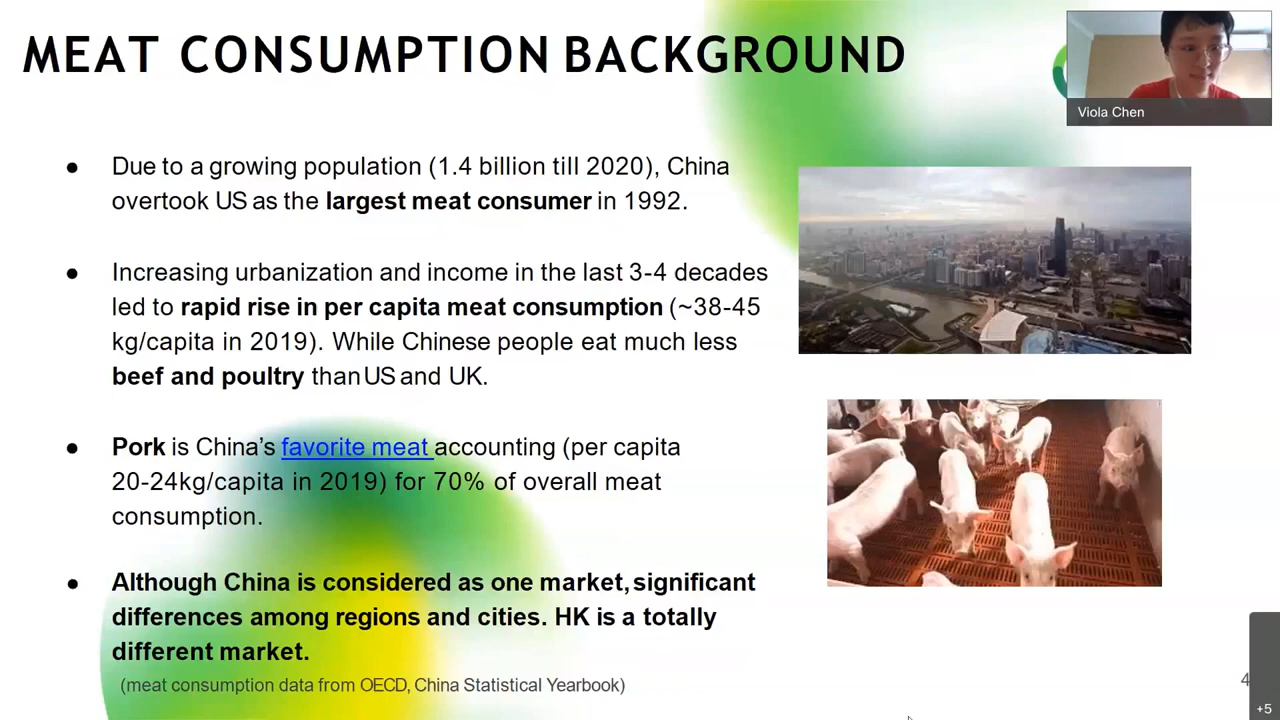 MEAT CONSUMPTION BACKGROUND
Viola Chen
● Due to a growing population (1.4 billion till 2020), China
overtook US as the largest meat consumer in 1992.
● Increasing urbanization and income in the last 3-4 decades
led to rapid rise in per capita meat consumption (~38-45
kg/capita in 2019). While Chinese people eat much less
beef and poultry than US and UK.
● Pork is China’s favorite meat accounting (per capita
20-24kg/capita in 2019) for 70% of overall meat
consumption.
● Although China is considered as one market, significant
differences among regions and cities. HK is a totally
different market.
(meat consumption data from OECD, China Statistical Yearbook)
4
+5